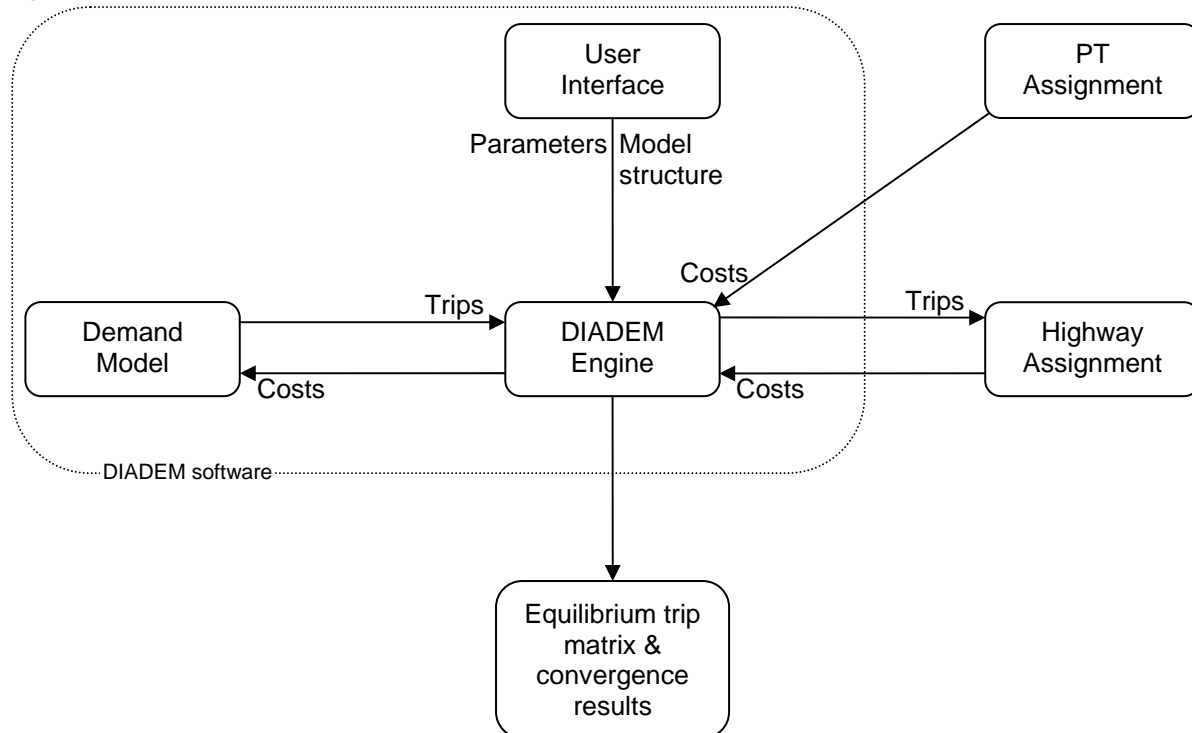 User
Interface
PT
Assignment
Parameters
Model
structure
Costs
Trips
Trips
Demand
Model
DIADEM
Engine
Highway
Assignment
Costs
Costs
DIADEM software
Equilibrium trip
matrix &
convergence
results